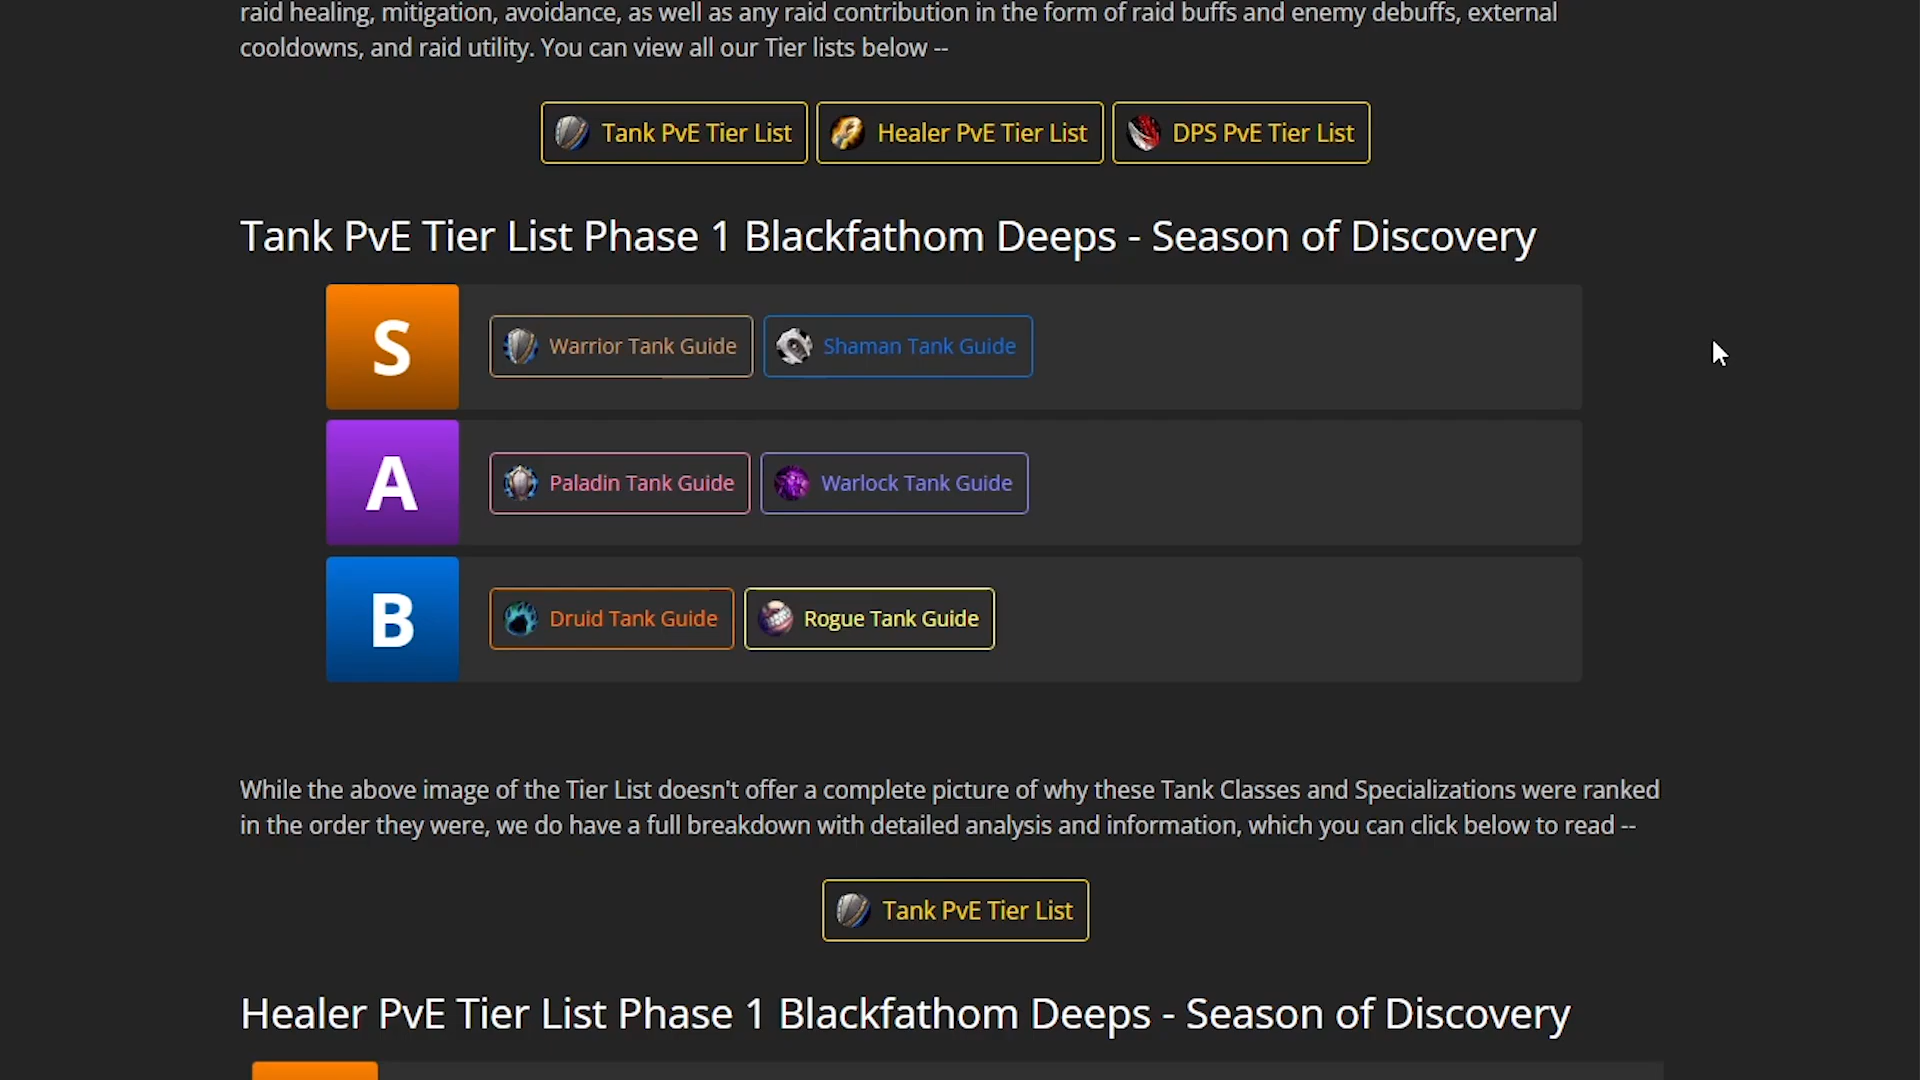 raid healing, mitigation, avoidance, as well as any raid contribution in the form of raid buffs and enemy debuffs, external
cooldowns, and raid utility. You can view all our Tier lists below --
Tank PvE Tier List Healer PvE Tier List DPS PvE Tier List
Tank PvE Tier List Phase 1 Blackfathom Deeps - Season of Discovery
S Warrior Tank Guide Shaman Tank Guide
A Paladin Tank Guide Warlock Tank Guide
B Druid Tank Guide Rogue Tank Guide
While the above image of the Tier List doesn't offer a complete picture of why these Tank Classes and Specializations were ranked
in the order they were, we do have a full breakdown with detailed analysis and information, which you can click below to read --
Tank PvE Tier List
Healer PvE Tier List Phase 1 Blackfathom Deeps - Season of Discovery